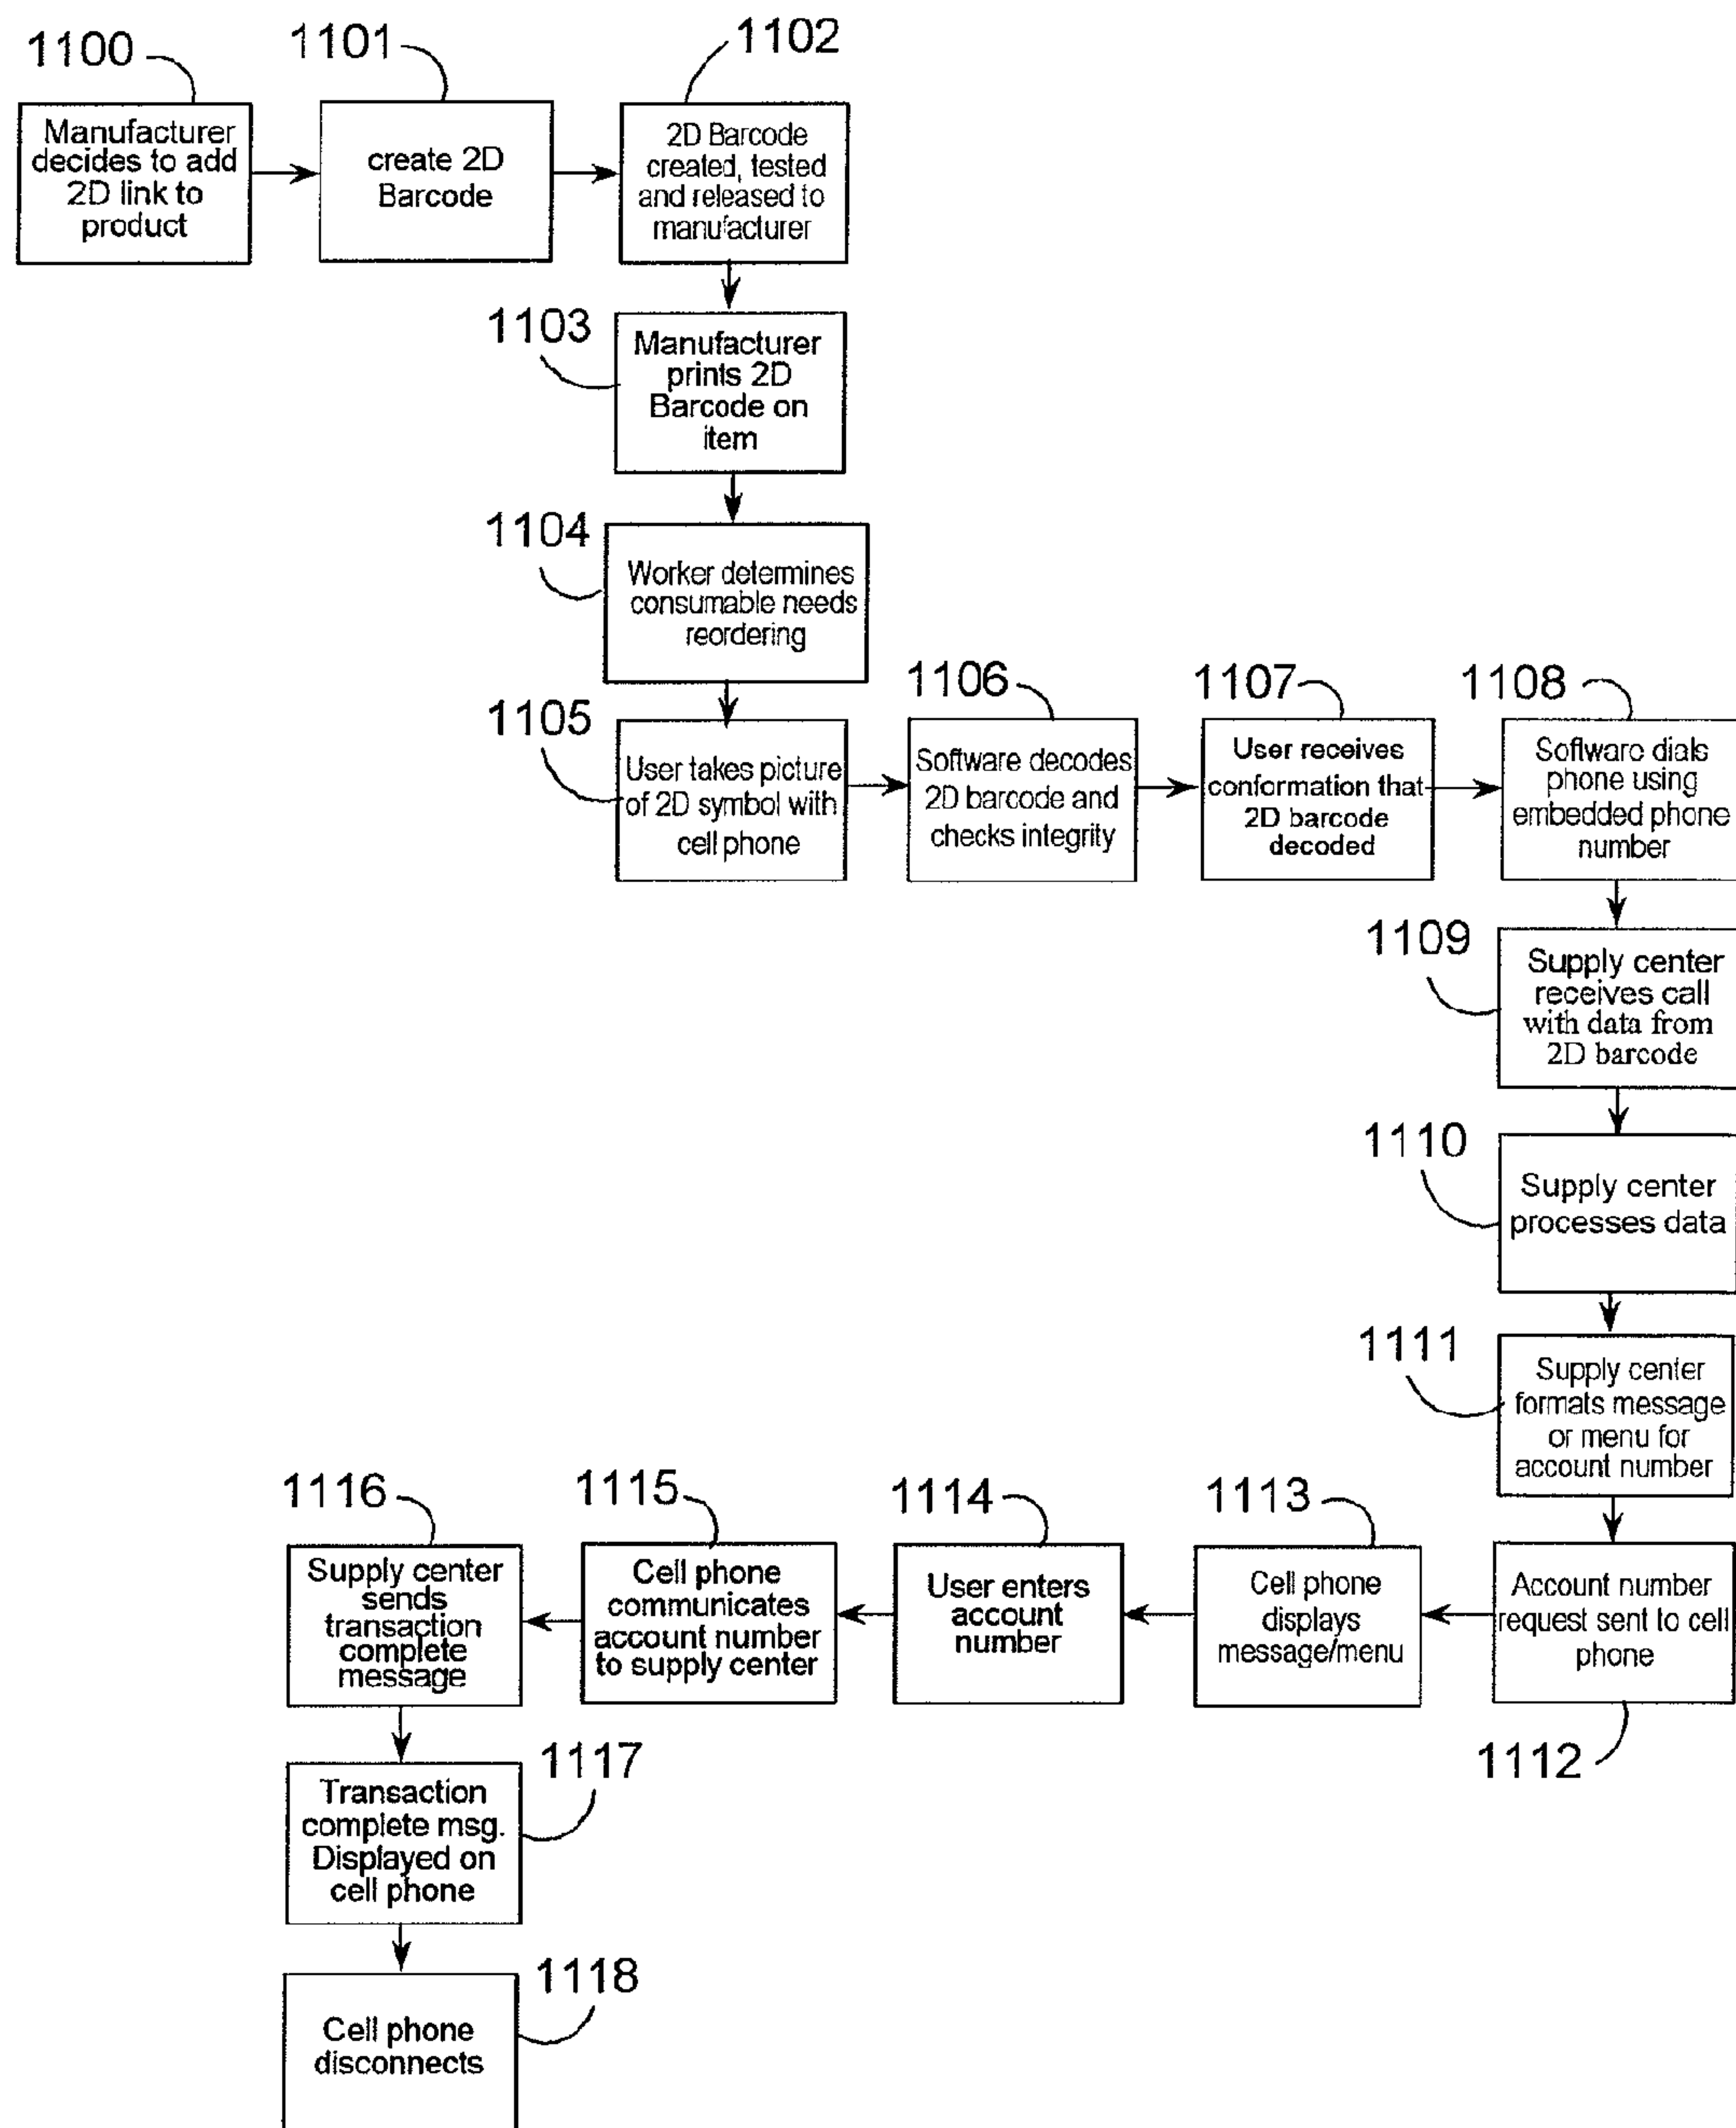 1100
Manufacturer
decides to add
2D link to
product
1101
create 2D
Barcode
1102
2D Barcode
created, tested
and released to
manufacturer
1103
Manufacturer
prints 2D
Barcode on
item
1104
Worker determines
consumable needs
reordering
1105
User takes picture
of 2D symbol with
cell phone
1106
Software decodes
2D barcode and
checks integrity
1107
User receives
conformation that
2D barcode
decoded
1108
Software dials
phone using
embedded phone
number
1109
Supply center
receives call
with data from
2D barcode
1110
Supply center
processes data
1111
Supply center
formats message
or menu for
account number
1112
Account number
request sent to cell
phone
1113
Cell phone
displays
message/menu
1114
User enters
account
number
1115
Cell phone
communicates
account number
to supply center
1116
Supply center
sends
transaction
complete
message
1117
Transaction
complete msg.
Displayed on
cell phone
1118
Cell phone
disconnects